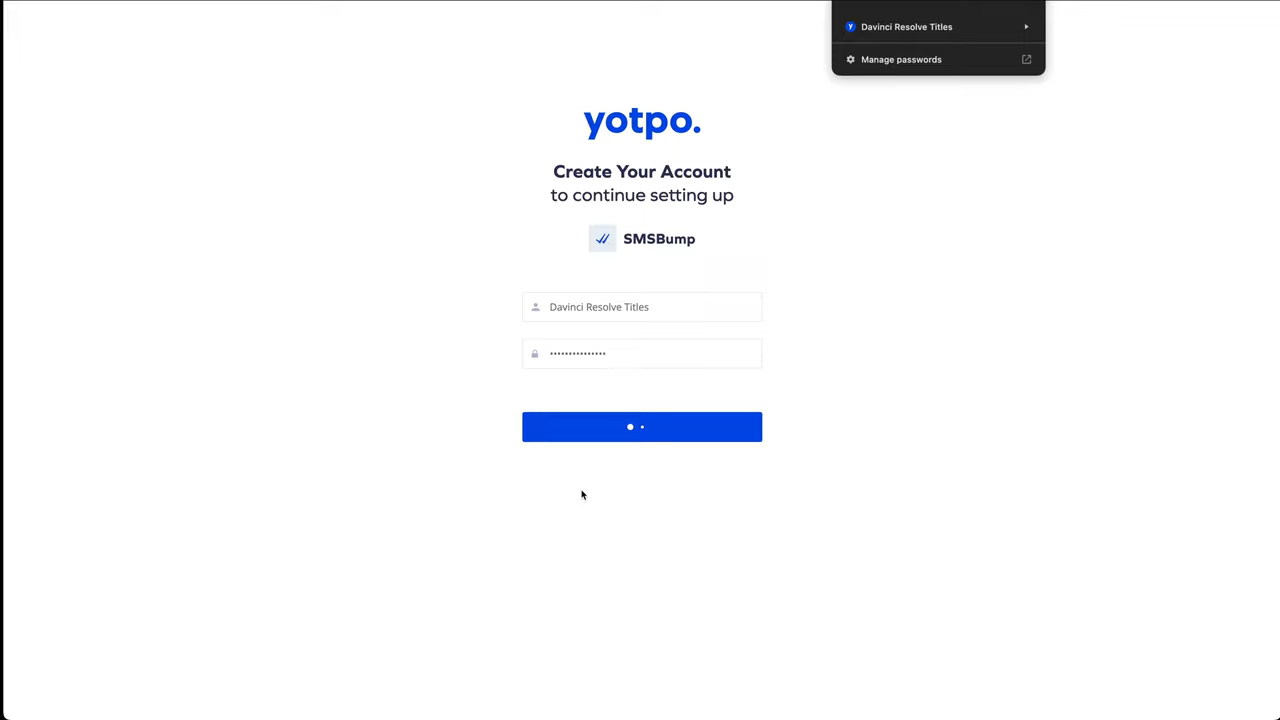 Davinci Resolve Titles
Manage passwords
yotpo.
Create Your Account
to continue setting up
SMSBump
Davinci Resolve Titles
•••••••••••••••